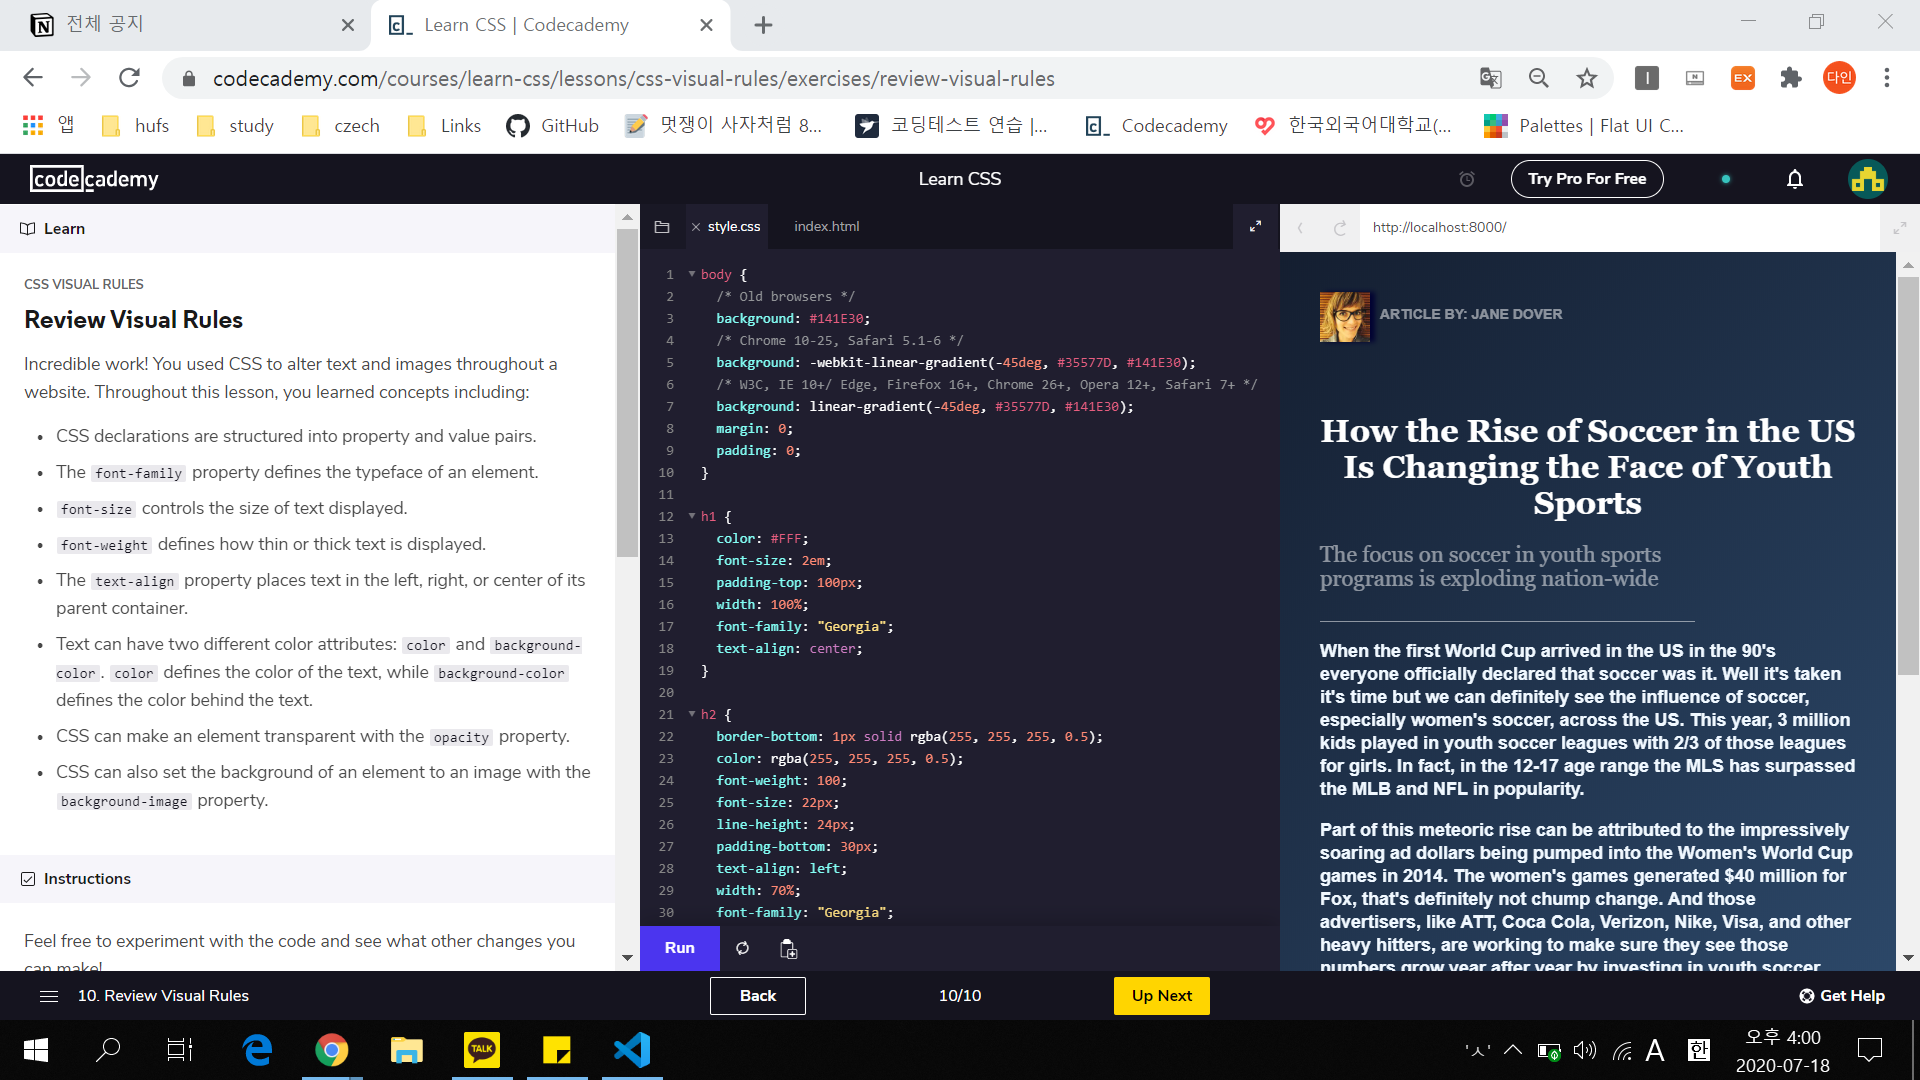 전체 공지
Learn CSS | Codecademy
codecademy.com/courses/learn-css/lessons/css-visual-rules/exercises/review-visual-rules
EX
다인
앱
hufs
study
czech
Links
GitHub
멋쟁이 사자처럼 8...
코딩테스트 연습 |...
Codecademy
한국외국어대학교(...
Palettes | Flat UI C...
codecademy
Learn CSS
Try Pro For Free
Learn
style.css
index.html
http://localhost:8000/
CSS VISUAL RULES
Review Visual Rules
Incredible work! You used CSS to alter text and images throughout a
website. Throughout this lesson, you learned concepts including:
• CSS declarations are structured into property and value pairs.
• The font-family property defines the typeface of an element.
• font-size controls the size of text displayed.
• font-weight defines how thin or thick text is displayed.
• The text-align property places text in the left, right, or center of its
parent container.
• Text can have two different color attributes: color and background-
color. color defines the color of the text, while background-color
defines the color behind the text.
• CSS can make an element transparent with the opacity property.
• CSS can also set the background of an element to an image with the
background-image property.
Instructions
Feel free to experiment with the code and see what other changes you
can make!
1 body {
2 /* Old browsers */
3 background: #141E30;
4 /* Chrome 10-25, Safari 5.1-6 */
5 background: -webkit-linear-gradient(-45deg, #35577D, #141E30);
6 /* W3C, IE 10+/ Edge, Firefox 16+, Chrome 26+, Opera 12+, Safari 7+ */
7 background: linear-gradient(-45deg, #35577D, #141E30);
8 margin: 0;
9 padding: 0;
10 }
11
12 h1 {
13 color: #FFF;
14 font-size: 2em;
15 padding-top: 100px;
16 width: 100%;
17 font-family: "Georgia";
18 text-align: center;
19 }
20
21 h2 {
22 border-bottom: 1px solid rgba(255, 255, 255, 0.5);
23 color: rgba(255, 255, 255, 0.5);
24 font-weight: 100;
25 font-size: 22px;
26 line-height: 24px;
27 padding-bottom: 30px;
28 text-align: left;
29 width: 70%;
30 font-family: "Georgia";
Run
ARTICLE BY: JANE DOVER
How the Rise of Soccer in the US
Is Changing the Face of Youth
Sports
The focus on soccer in youth sports
programs is exploding nation-wide
When the first World Cup arrived in the US in the 90's
everyone officially declared that soccer was it. Well it's taken
it's time but we can definitely see the influence of soccer,
especially women's soccer, across the US. This year, 3 million
kids played in youth soccer leagues with 2/3 of those leagues
for girls. In fact, in the 12-17 age range the MLS has surpassed
the MLB and NFL in popularity.
Part of this meteoric rise can be attributed to the impressively
soaring ad dollars being pumped into the Women's World Cup
games in 2014. The women's games generated $40 million for
Fox, that's definitely not chump change. And those
advertisers, like ATT, Coca Cola, Verizon, Nike, Visa, and other
heavy hitters, are working to make sure they see those
numbers grow year after year by investing in youth soccer
10. Review Visual Rules
Back
10/10
Up Next
Get Help
TALK
A
한
오후 4:00
2020-07-18